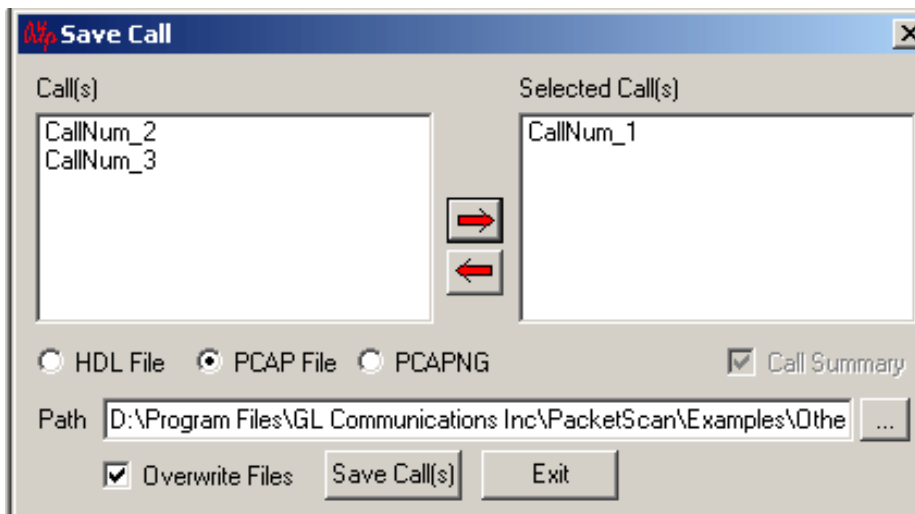 Save Call
Call(s)
Selected Call(s)
CallNum_2
CallNum_3
CallNum_1
HDL File
PCAP File
PCAPNG
Call Summary
Path
D:\Program Files\GL Communications Inc\PacketScan\Examples\Othe
...
Overwrite Files
Save Call(s)
Exit